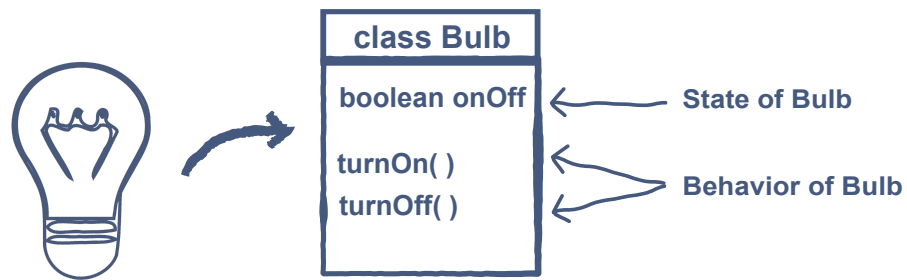 class Bulb
boolean onOff
State of Bulb
turnOn( )
turnOff( )
Behavior of Bulb